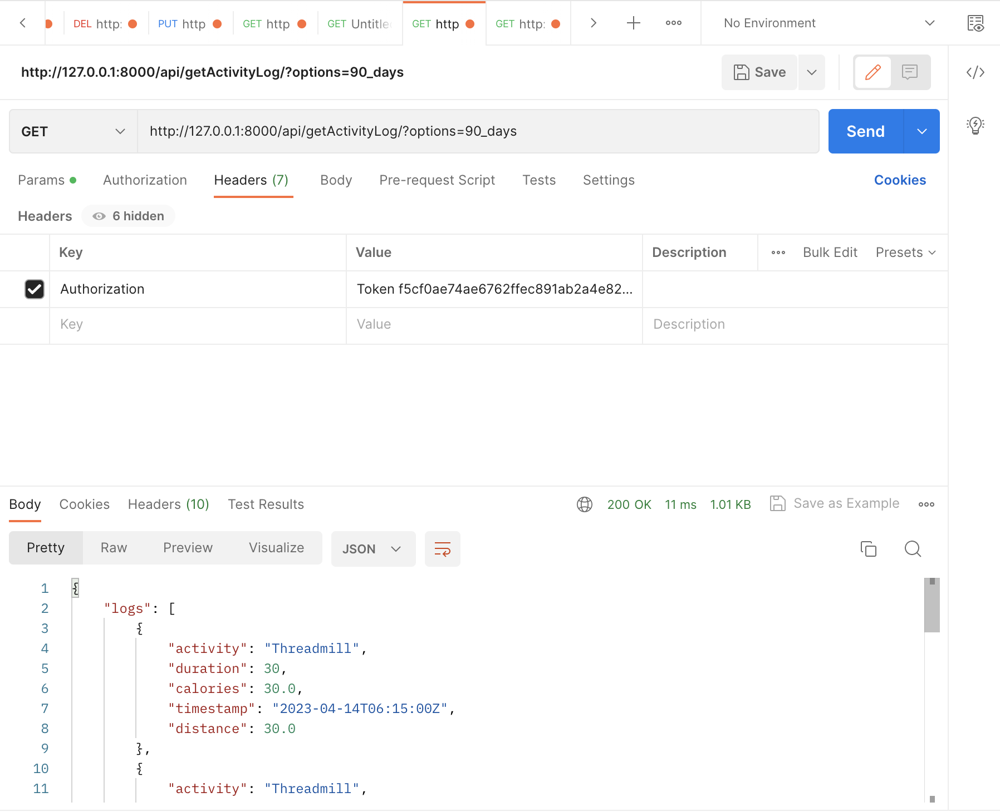 DEL http: PUT http GET http GET Untitled GET http GET http: No Environment
http://127.0.0.1:8000/api/getActivityLog/?options=90_days Save
GET http://127.0.0.1:8000/api/getActivityLog/?options=90_days Send
Params Authorization Headers (7) Body Pre-request Script Tests Settings Cookies
Headers 6 hidden
Key Value Description Bulk Edit Presets
Authorization Token f5cf0ae74ae6762ffec891ab2a4e82...
Key Value Description
Body Cookies Headers (10) Test Results 200 OK 11 ms 1.01 KB Save as Example
Pretty Raw Preview Visualize JSON
1 {
2 "logs": [
3 {
4 "activity": "Threadmill",
5 "duration": 30,
6 "calories": 30.0,
7 "timestamp": "2023-04-14T06:15:00Z",
8 "distance": 30.0
9 },
10 {
11 "activity": "Threadmill",